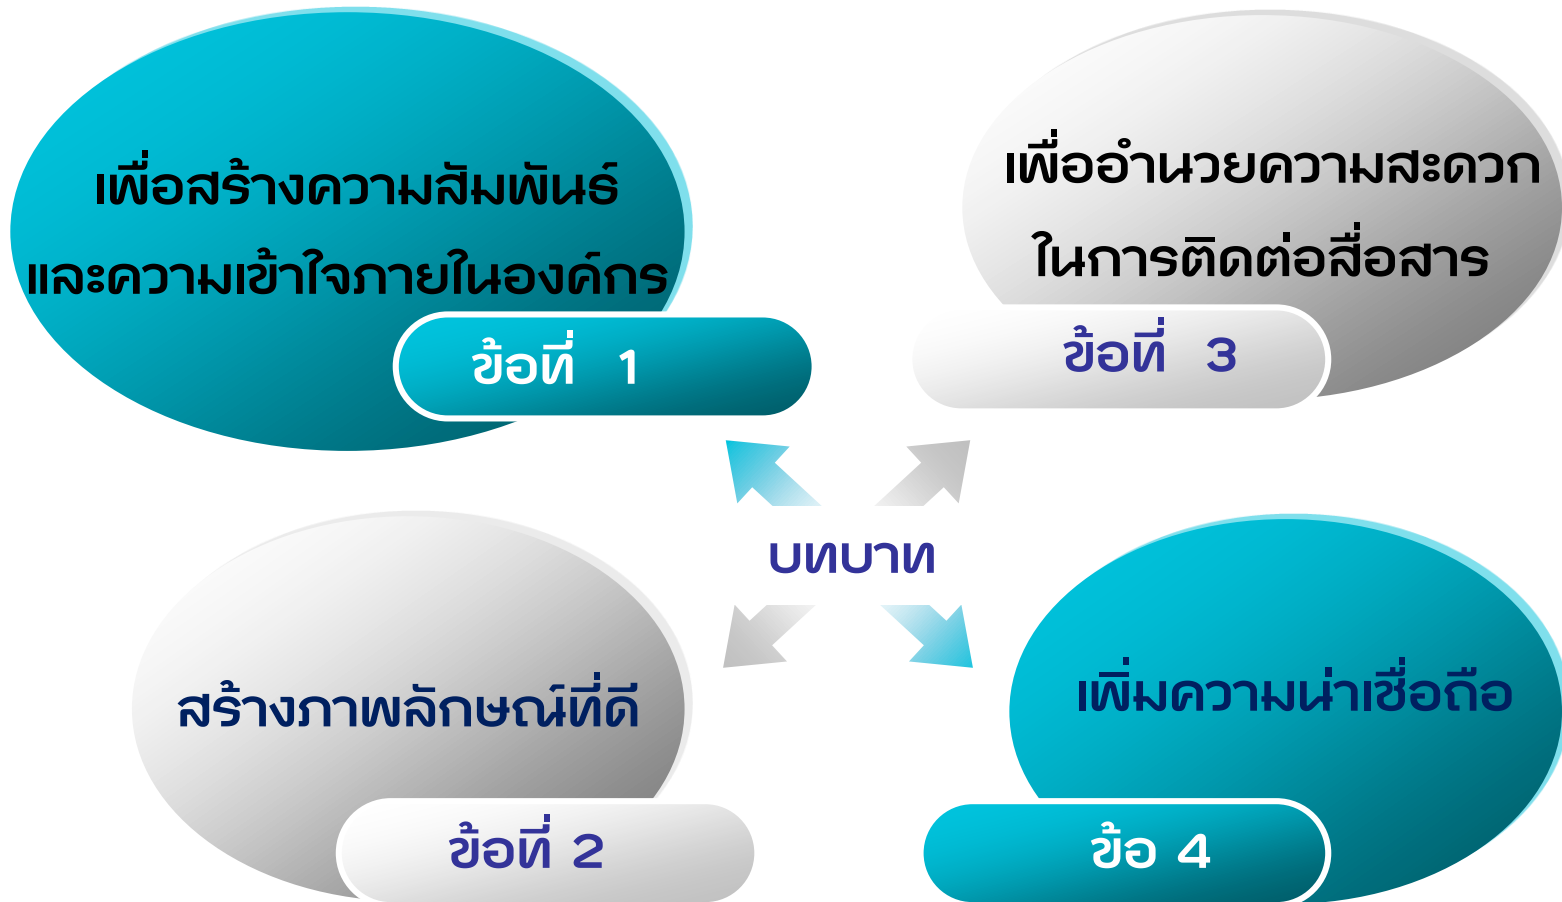 เพื่อสร้างความสัมพันธ์
และความเข้าใจภายในองค์กร
ข้อที่ 1
เพื่ออำนวยความสะดวก
ในการติดต่อสื่อสาร
ข้อที่ 3
บทบาท
สร้างภาพลักษณ์ที่ดี
ข้อที่ 2
เพิ่มความน่าเชื่อถือ
ข้อ 4